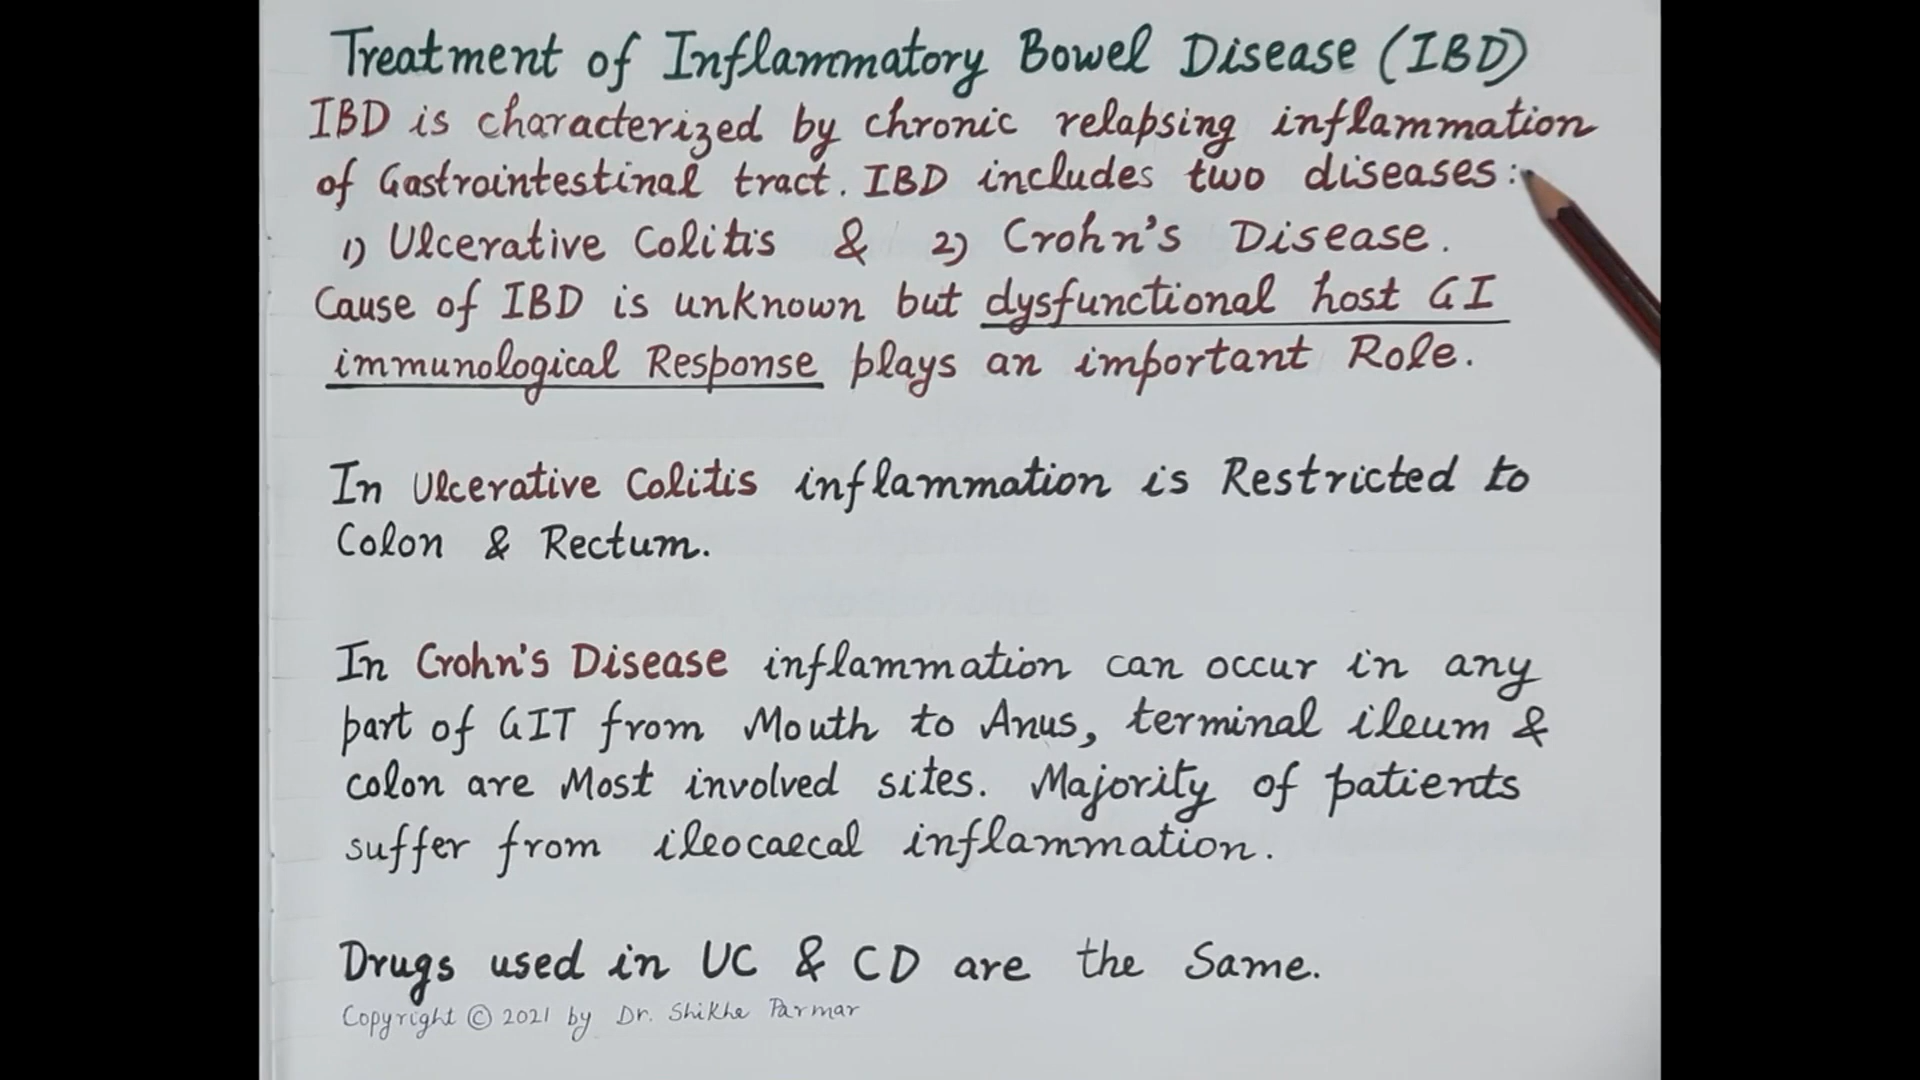 Treatment of Inflammatory Bowel Disease (IBD)
IBD is characterized by chronic relapsing inflammation
of Gastrointestinal tract. IBD includes two diseases:
1) Ulcerative Colitis & 2) Crohn's Disease.
Cause of IBD is unknown but dysfunctional host GI
immunological Response plays an important Role.
In Ulcerative Colitis inflammation is Restricted to
Colon & Rectum.
In Crohn's Disease inflammation can occur in any
part of GIT from Mouth to Anus, terminal ileum &
colon are Most involved sites. Majority of patients
suffer from ileocaecal inflammation.
Drugs used in UC & CD are the Same.
Copyright © 2021 by Dr. Shikha Parmar